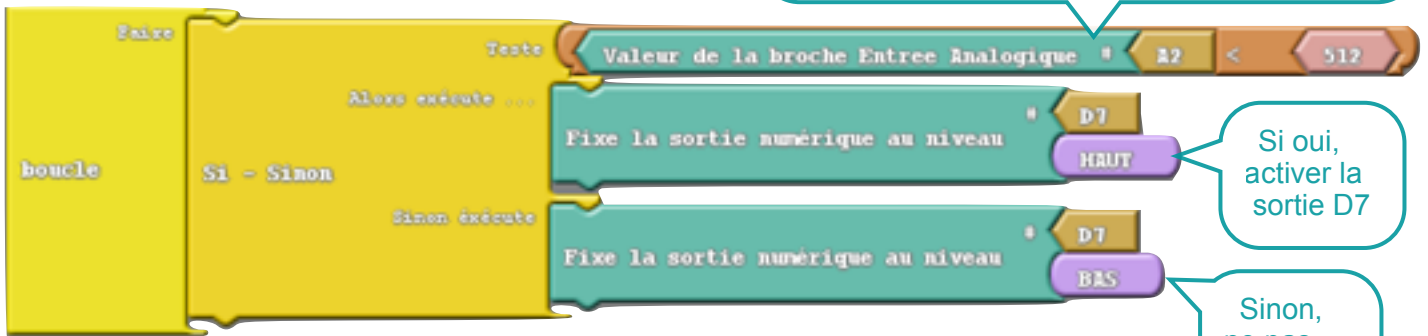 Faire
Teste
Valeur de la broche Entree Analogique # A2 < 512
Alors exécute ...
# D7
Fixe la sortie numérique au niveau
HAUT
boucle
Si - Sinon
Sinon éxécute
# D7
Fixe la sortie numérique au niveau
BAS
Si oui,
activer la
sortie D7
Sinon,